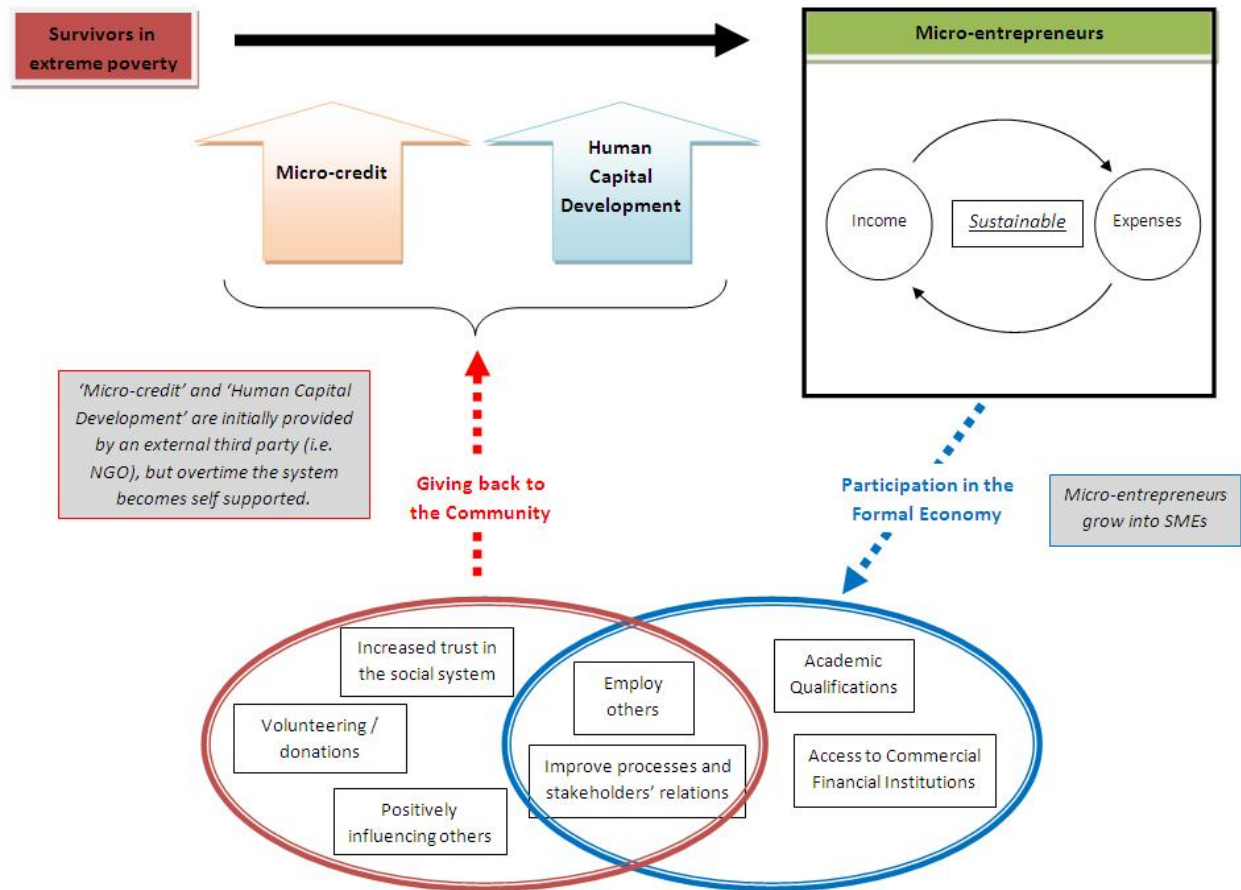 Survivors in
extreme poverty
Micro-entrepreneurs
Micro-credit
Human
Capital
Development
Income
Sustainable
Expenses
‘Micro-credit’ and ‘Human Capital
Development’ are initially provided
by an external third party (i.e.
NGO), but overtime the system
becomes self supported.
Giving back to
the Community
Participation in the
Formal Economy
Micro-entrepreneurs
grow into SMEs
Increased trust in
the social system
Volunteering /
donations
Positively
influencing others
Employ
others
Improve processes and
stakeholders’ relations
Academic
Qualifications
Access to Commercial
Financial Institutions